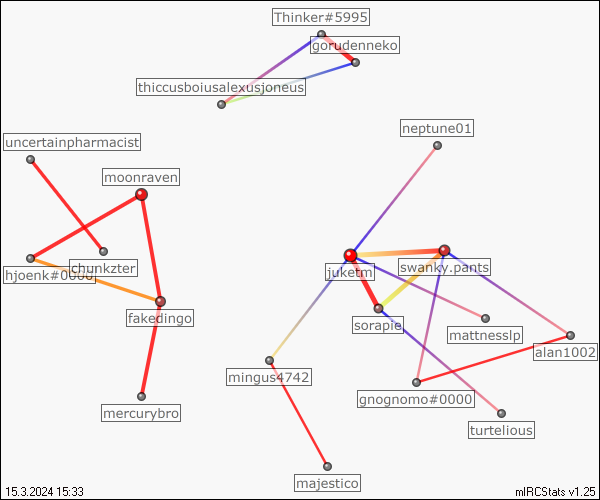 Thinker#5995
gorudenneko
thiccusboiusalexusjoneus
neptune01
uncertainpharmacist
moonraven
hjoenk#0000
chunkzter
juketm
swanky.pants
fakedingo
sorapie
mattnesslp
alan1002
mingus4742
gnognomo#0000
mercurybro
turtelious
majestico
15.3.2024 15:33
mIRCStats v1.25